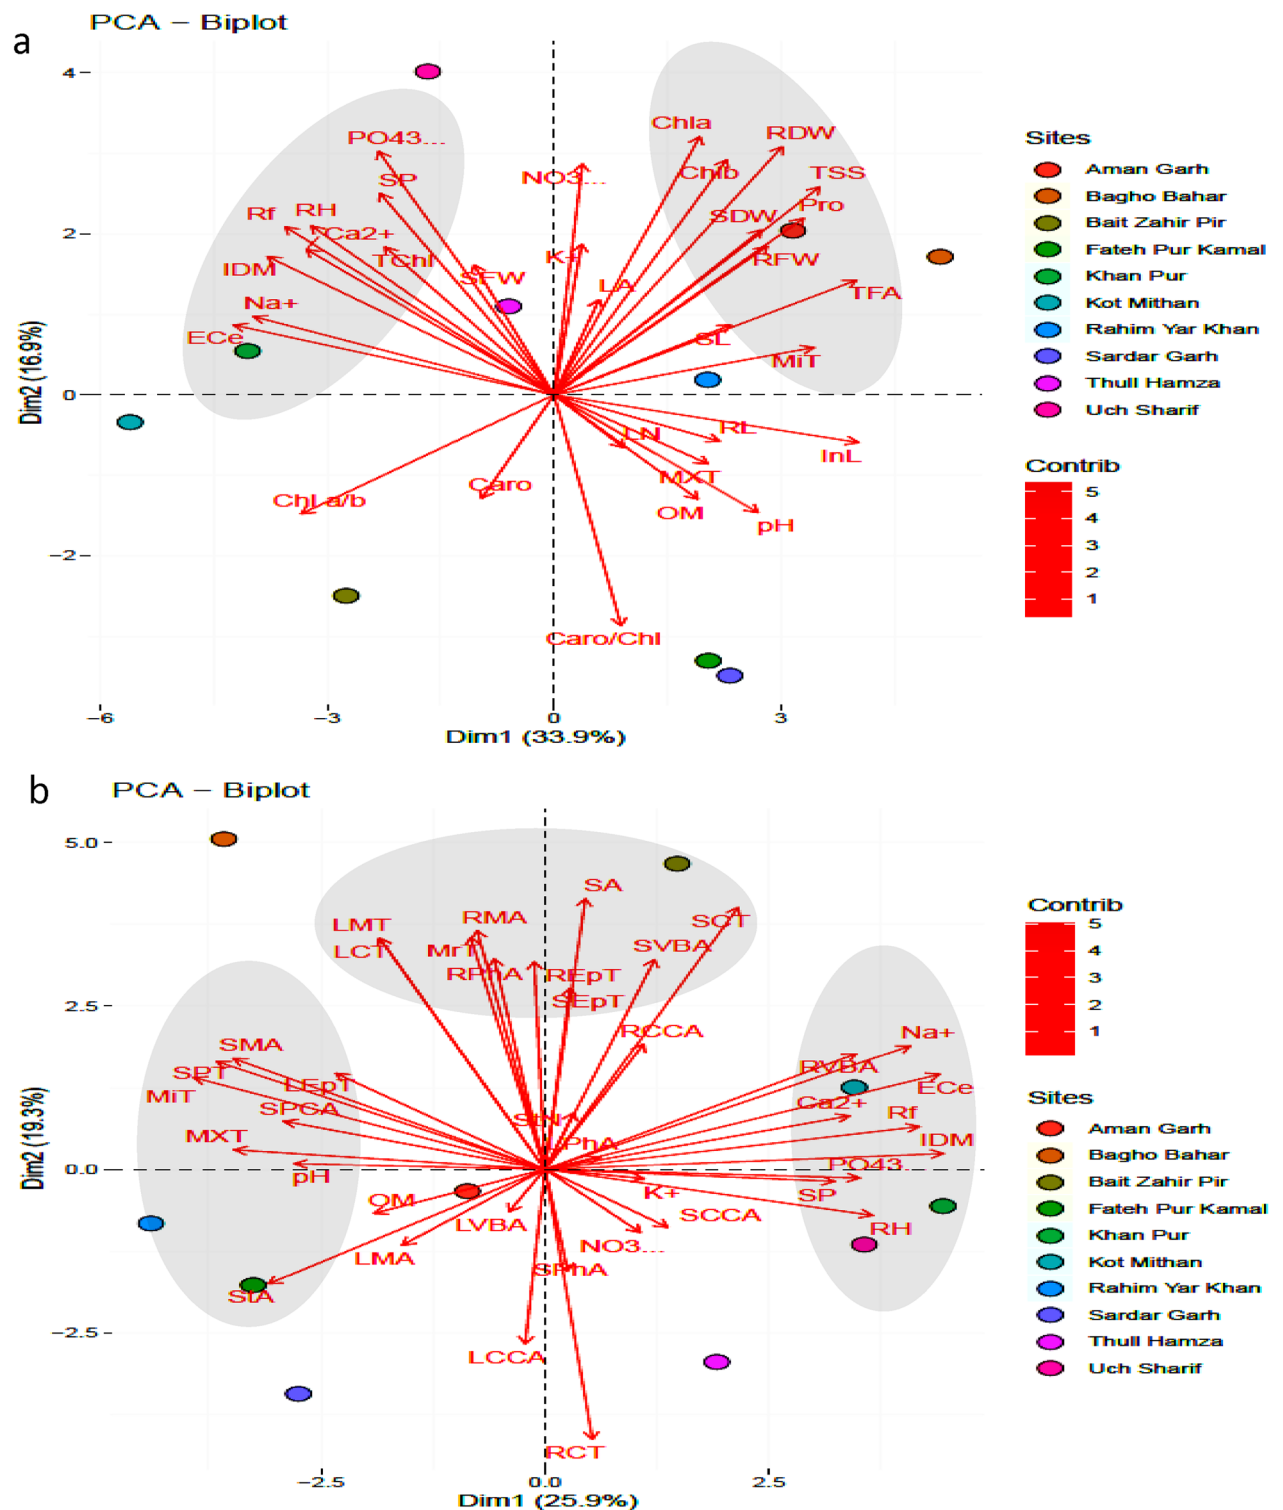 a
PCA − Biplot
Dim2 (16.9%)
4
2
0
−2
−6
−3
0
3
Dim1 (33.9%)
PO43...
SP
Rf
RH
Ca2+
IDM
TChl
Na+
ECe
SFW
NO3...
K+
LA
Chla
RDW
Chlb
TSS
Pro
SDW
RFW
TFA
SL
MiT
LN
RL
InL
MXT
OM
pH
Caro
Chl a/b
Caro/Chl
Sites
Aman Garh
Bagho Bahar
Bait Zahir Pir
Fateh Pur Kamal
Khan Pur
Kot Mithan
Rahim Yar Khan
Sardar Garh
Thull Hamza
Uch Sharif
Contrib
5
4
3
2
1
b
PCA − Biplot
Dim2 (19.3%)
5.0
2.5
0.0
−2.5
−2.5
0.0
2.5
Dim1 (25.9%)
SA
LMT
RMA
SCT
LCT
MrT
SVBA
REpT
SEpT
RCCA
Na+
SMA
SPT
LEpT
RVBA
ECe
MiT
SPCA
Ca2+
Rf
MXT
PhA
IDM
pH
PO43...
OM
K+
SP
LVBA
SCCA
RH
LMA
NO3...
SPhA
StA
LCCA
RCT
Contrib
5
4
3
2
1
Sites
Aman Garh
Bagho Bahar
Bait Zahir Pir
Fateh Pur Kamal
Khan Pur
Kot Mithan
Rahim Yar Khan
Sardar Garh
Thull Hamza
Uch Sharif